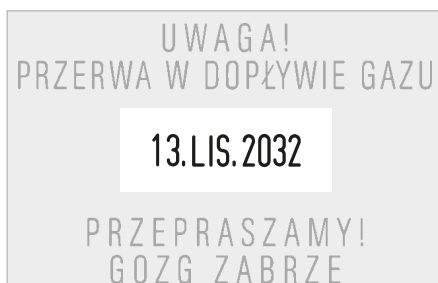 UWAGA!
PRZERWA W DOPŁYWIE GAZU
13.LIS.2032
PRZEPRASZAMY!
GOZG ZABRZE